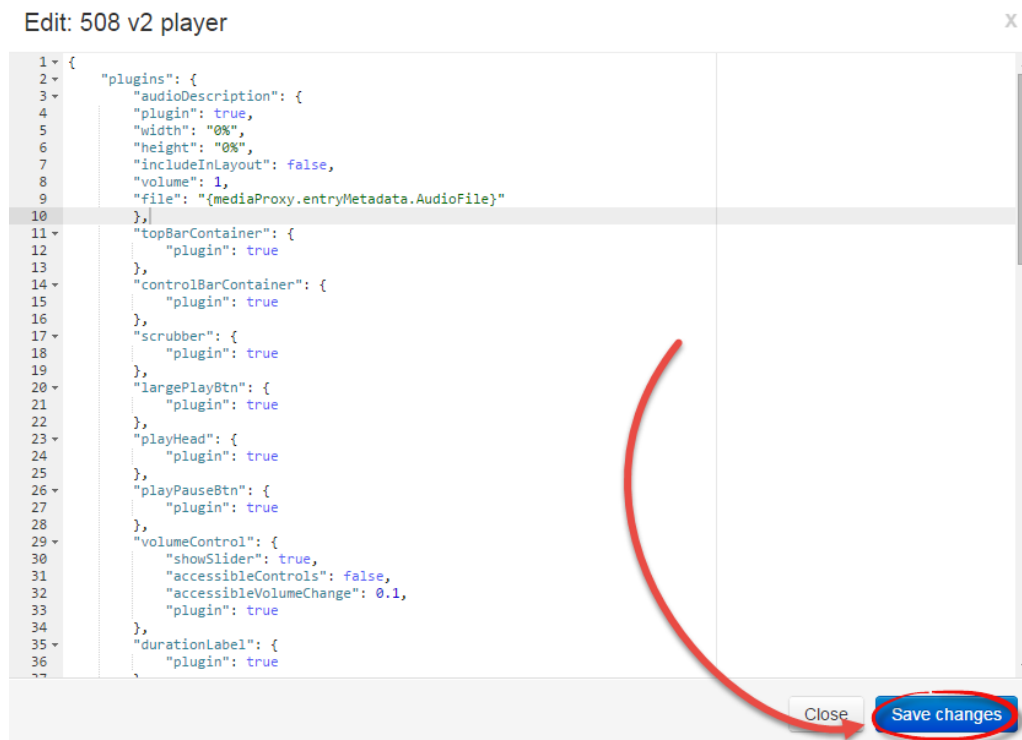 Edit: 508 v2 player
X
1 {
2 "plugins": {
3 "audioDescription": {
4 "plugin": true,
5 "width": "0%",
6 "height": "0%",
7 "includeInLayout": false,
8 "volume": 1,
9 "file": "{mediaProxy.entryMetadata.AudioFile}"
10 },
11 "topBarContainer": {
12 "plugin": true
13 },
14 "controlBarContainer": {
15 "plugin": true
16 },
17 "scrubber": {
18 "plugin": true
19 },
20 "largePlayBtn": {
21 "plugin": true
22 },
23 "playHead": {
24 "plugin": true
25 },
26 "playPauseBtn": {
27 "plugin": true
28 },
29 "volumeControl": {
30 "showSlider": true,
31 "accessibleControls": false,
32 "accessibleVolumeChange": 0.1,
33 "plugin": true
34 },
35 "durationLabel": {
36 "plugin": true
Close
Save changes